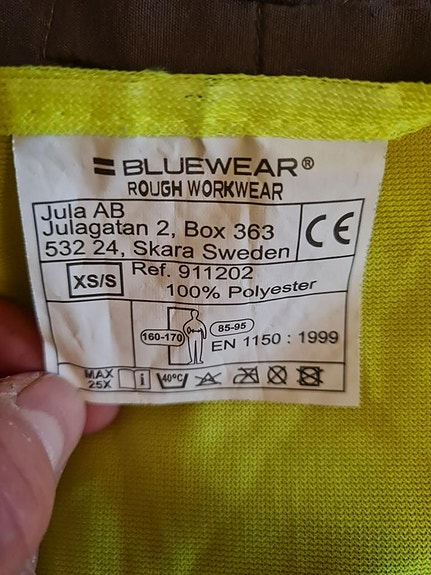 BLUEWEAR®
ROUGH WORKWEAR
Jula AB
Julagatan 2, Box 363
532 24, Skara Sweden
CE
XS/S
Ref. 911202
100% Polyester
160-170
85-95
EN 1150 : 1999
MAX
25X
i
40°C